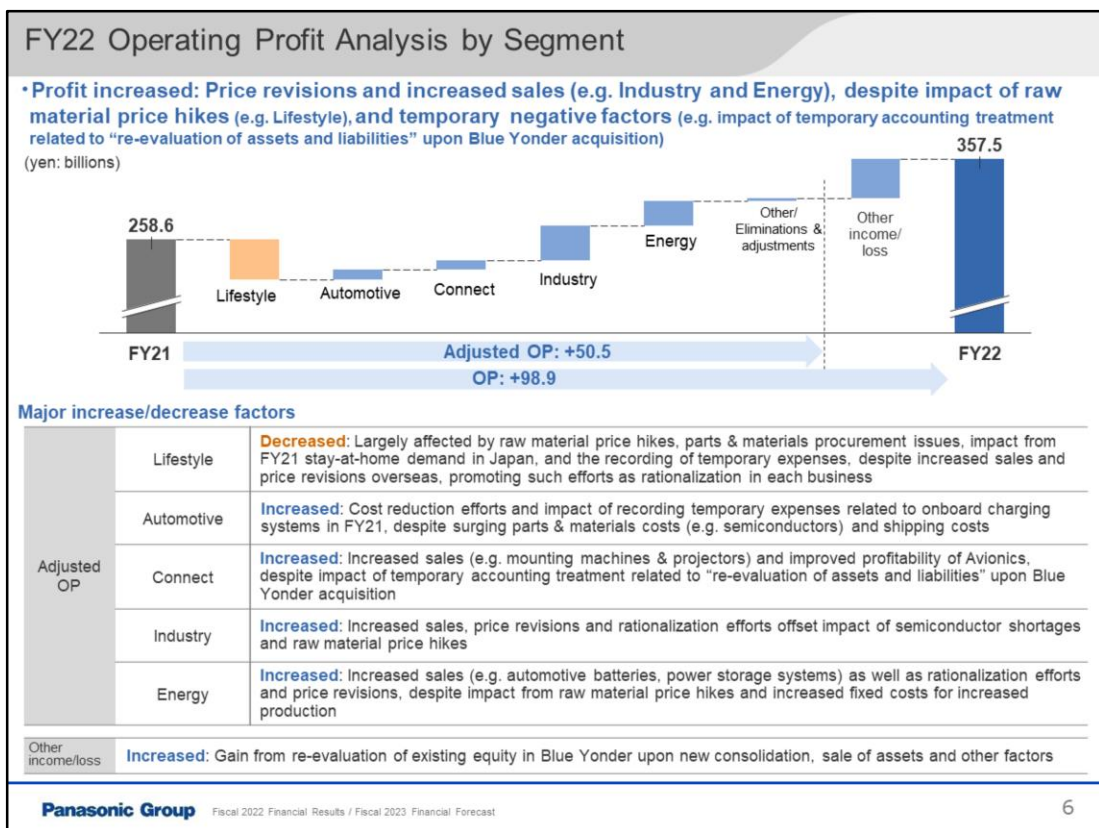 FY22 Operating Profit Analysis by Segment
・Profit increased: Price revisions and increased sales (e.g. Industry and Energy), despite impact of raw
material price hikes (e.g. Lifestyle), and temporary negative factors (e.g. impact of temporary accounting treatment
related to “re-evaluation of assets and liabilities” upon Blue Yonder acquisition)
(yen: billions)
357.5
258.6
Lifestyle
Automotive
Connect
Industry
Energy
Other/
Eliminations &
adjustments
Other
income/
loss
FY21
Adjusted OP: +50.5
FY22
OP: +98.9
Major increase/decrease factors
Adjusted
OP
Lifestyle
Decreased: Largely affected by raw material price hikes, parts & materials procurement issues, impact from
FY21 stay-at-home demand in Japan, and the recording of temporary expenses, despite increased sales and
price revisions overseas, promoting such efforts as rationalization in each business
Automotive
Increased: Cost reduction efforts and impact of recording temporary expenses related to onboard charging
systems in FY21, despite surging parts & materials costs (e.g. semiconductors) and shipping costs
Connect
Increased: Increased sales (e.g. mounting machines & projectors) and improved profitability of Avionics,
despite impact of temporary accounting treatment related to “re-evaluation of assets and liabilities” upon Blue
Yonder acquisition
Industry
Increased: Increased sales, price revisions and rationalization efforts offset impact of semiconductor shortages
and raw material price hikes
Energy
Increased: Increased sales (e.g. automotive batteries, power storage systems) as well as rationalization efforts
and price revisions, despite impact from raw material price hikes and increased fixed costs for increased
production
Other
income/loss
Increased: Gain from re-evaluation of existing equity in Blue Yonder upon new consolidation, sale of assets and other factors
Panasonic Group
Fiscal 2022 Financial Results / Fiscal 2023 Financial Forecast
6